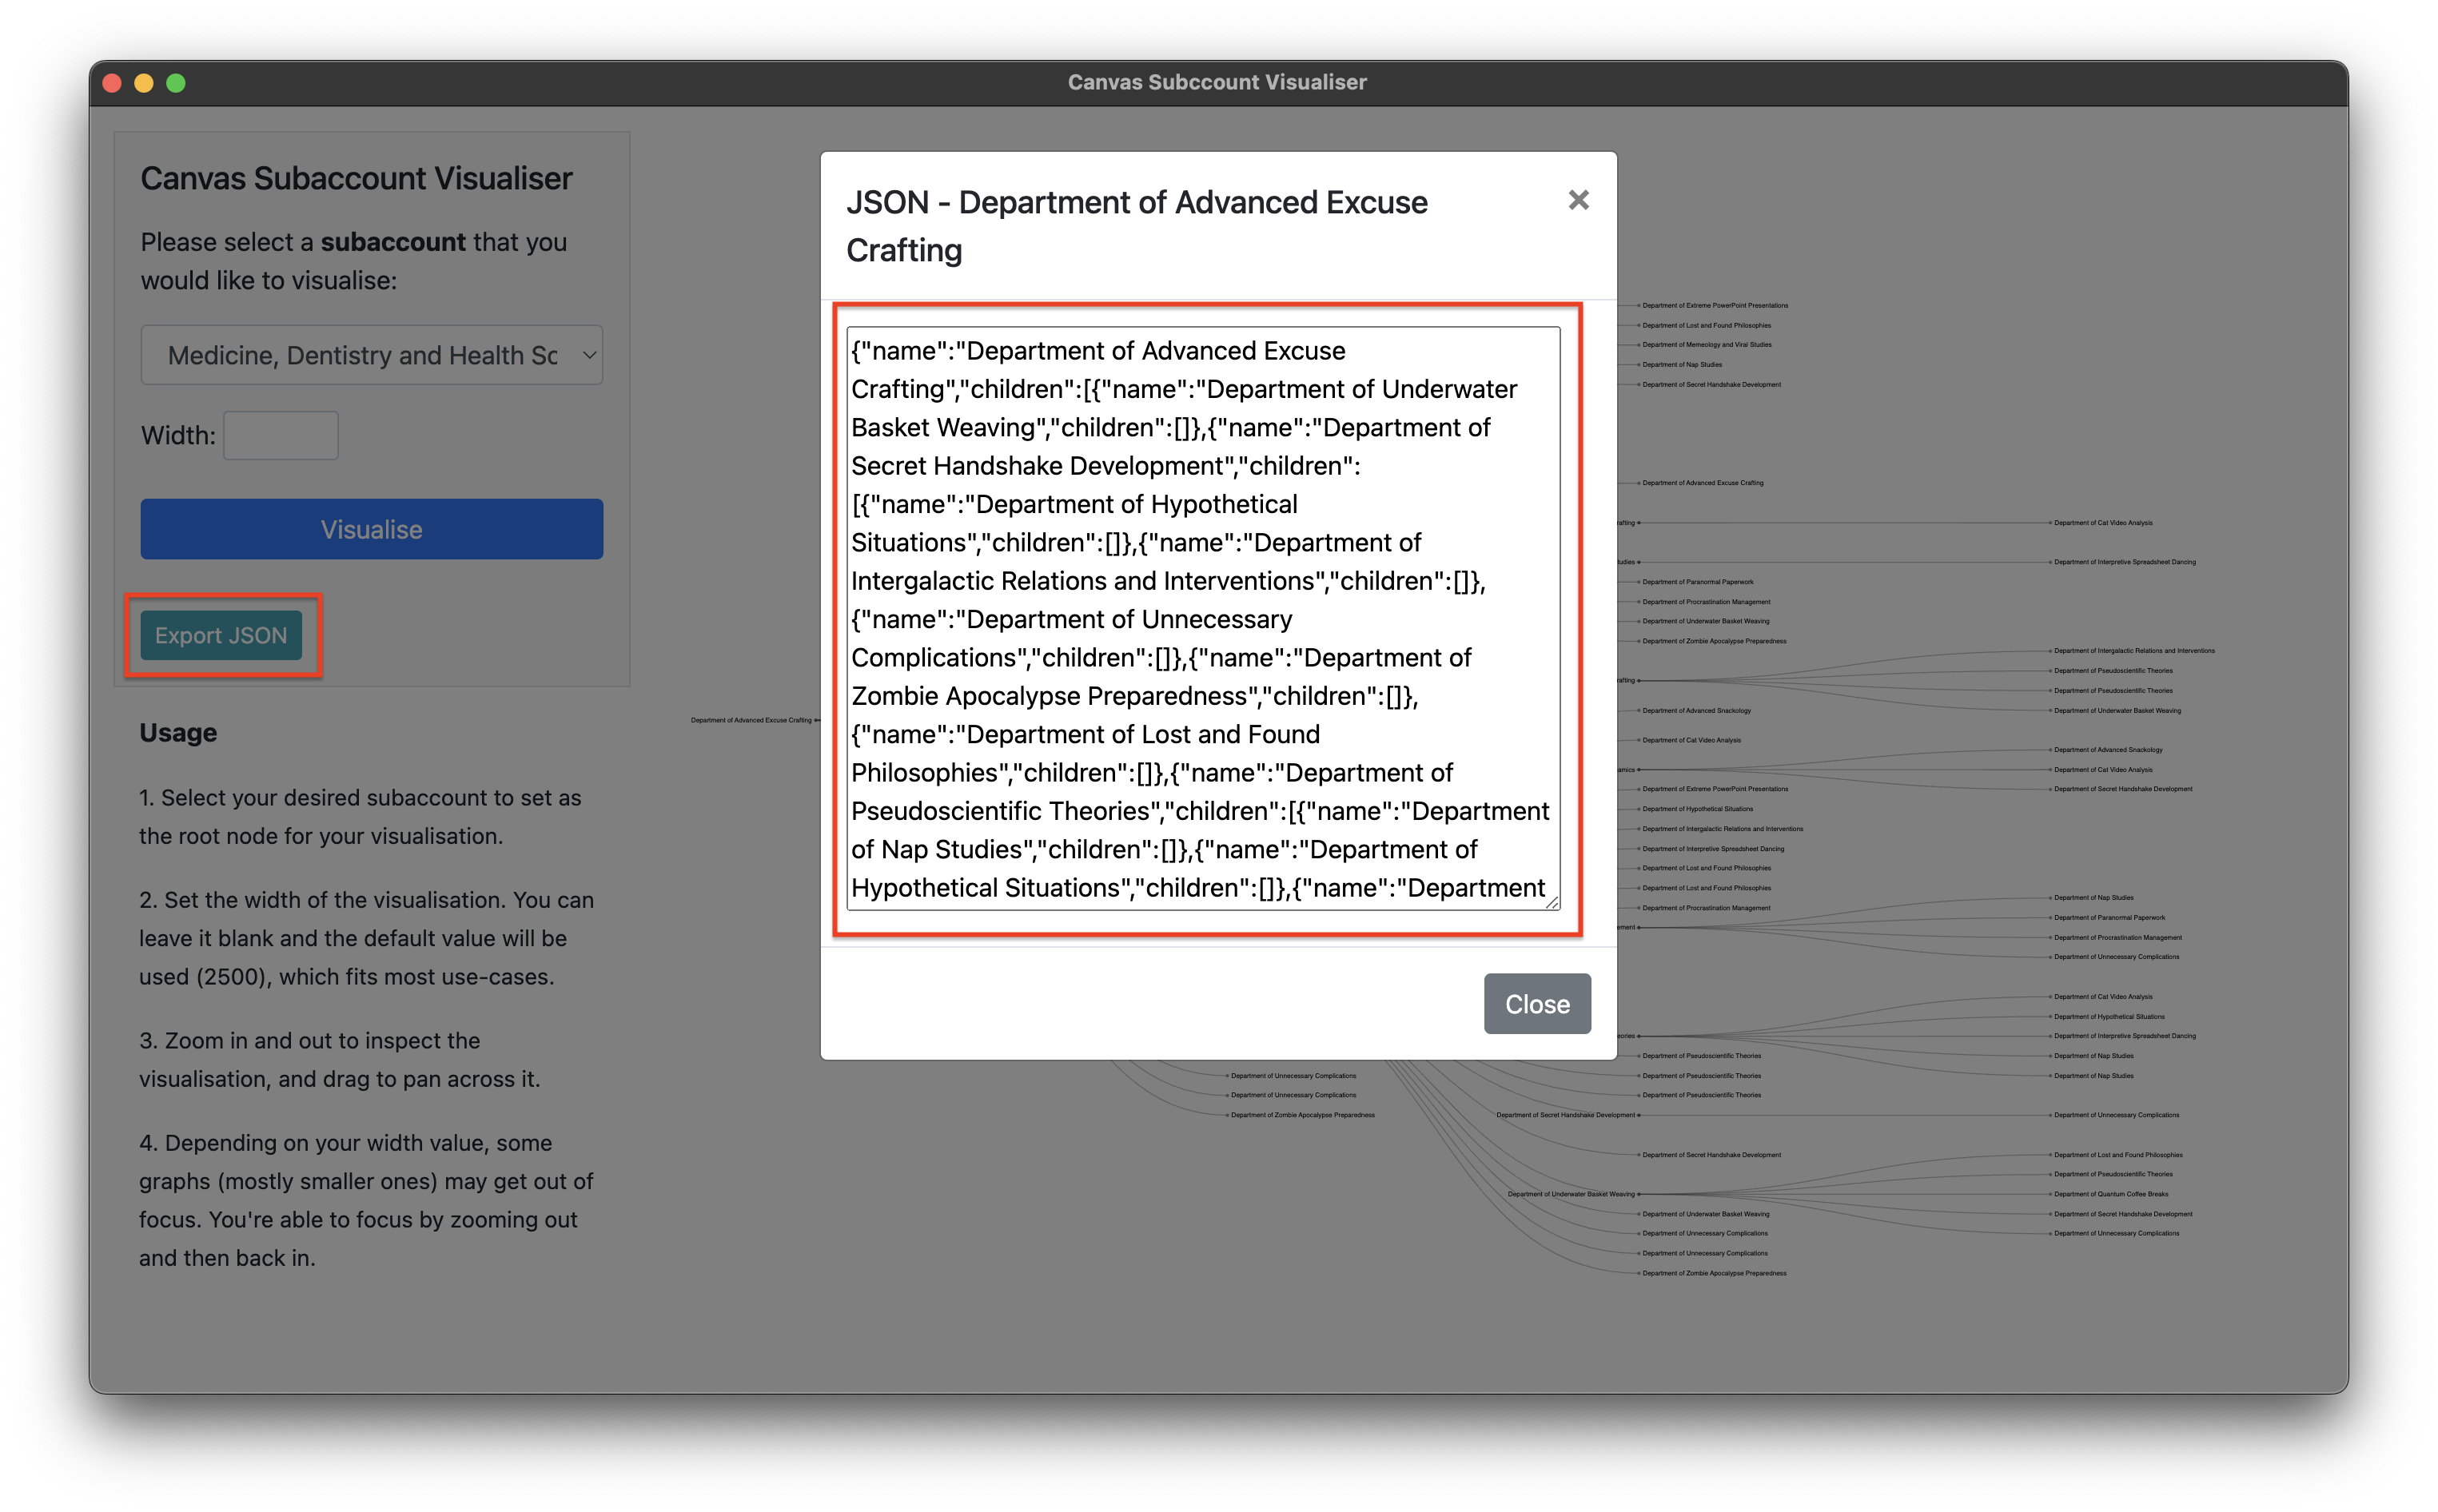 Canvas Subccount Visualiser
Canvas Subaccount Visualiser
Please select a subaccount that you
would like to visualise:
Medicine, Dentistry and Health Sc
Width:
Visualise
Export JSON
Usage
1. Select your desired subaccount to set as
the root node for your visualisation.
2. Set the width of the visualisation. You can
leave it blank and the default value will be
used (2500), which fits most use-cases.
3. Zoom in and out to inspect the
visualisation, and drag to pan across it.
4. Depending on your width value, some
graphs (mostly smaller ones) may get out of
focus. You're able to focus by zooming out
and then back in.
JSON - Department of Advanced Excuse
Crafting
×
{"name":"Department of Advanced Excuse
Crafting","children":[{"name":"Department of Underwater
Basket Weaving","children":[]},{"name":"Department of
Secret Handshake Development","children":
[{"name":"Department of Hypothetical
Situations","children":[]},{"name":"Department of
Intergalactic Relations and Interventions","children":[]},
{"name":"Department of Unnecessary
Complications","children":[]},{"name":"Department of
Zombie Apocalypse Preparedness","children":[]},
{"name":"Department of Lost and Found
Philosophies","children":[]},{"name":"Department of
Pseudoscientific Theories","children":[{"name":"Department
of Nap Studies","children":[]},{"name":"Department of
Hypothetical Situations","children":[]},{"name":"Department
Close
Department of Advanced Excuse Crafting
Department of Unnecessary Complications
Department of Unnecessary Complications
Department of Zombie Apocalypse Preparedness
Department of Extreme PowerPoint Presentations
Department of Lost and Found Philosophies
Department of Memeology and Viral Studies
Department of Nap Studies
Department of Secret Handshake Development
Department of Advanced Excuse Crafting
rafting
tudies
Department of Paranormal Paperwork
Department of Procrastination Management
Department of Underwater Basket Weaving
Department of Zombie Apocalypse Preparedness
rafting
Department of Advanced Snackology
Department of Cat Video Analysis
amics
Department of Extreme PowerPoint Presentations
Department of Hypothetical Situations
Department of Intergalactic Relations and Interventions
Department of Interpretive Spreadsheet Dancing
Department of Lost and Found Philosophies
Department of Lost and Found Philosophies
Department of Procrastination Management
ement
eories
Department of Pseudoscientific Theories
Department of Pseudoscientific Theories
Department of Pseudoscientific Theories
Department of Secret Handshake Development
Department of Secret Handshake Development
Department of Underwater Basket Weaving
Department of Underwater Basket Weaving
Department of Unnecessary Complications
Department of Unnecessary Complications
Department of Zombie Apocalypse Preparedness
Department of Cat Video Analysis
Department of Interpretive Spreadsheet Dancing
Department of Intergalactic Relations and Interventions
Department of Pseudoscientific Theories
Department of Pseudoscientific Theories
Department of Underwater Basket Weaving
Department of Advanced Snackology
Department of Cat Video Analysis
Department of Secret Handshake Development
Department of Nap Studies
Department of Paranormal Paperwork
Department of Procrastination Management
Department of Unnecessary Complications
Department of Cat Video Analysis
Department of Hypothetical Situations
Department of Interpretive Spreadsheet Dancing
Department of Nap Studies
Department of Nap Studies
Department of Unnecessary Complications
Department of Lost and Found Philosophies
Department of Pseudoscientific Theories
Department of Quantum Coffee Breaks
Department of Secret Handshake Development
Department of Unnecessary Complications